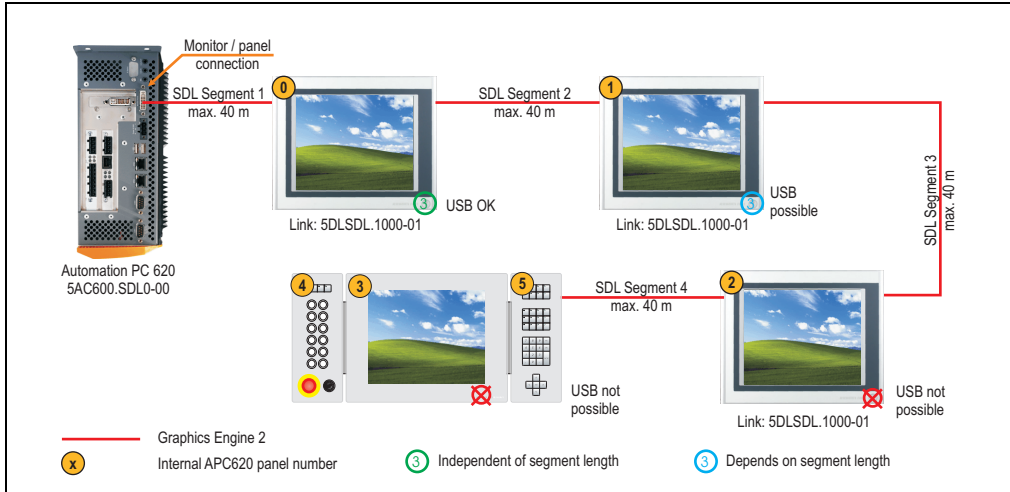 Monitor / panel
connection
SDL Segment 1
max. 40 m
0
SDL Segment 2
max. 40 m
1
SDL Segment 3
max. 40 m
3
USB OK
3
USB
possible
Link: 5DLSDL.1000-01
Link: 5DLSDL.1000-01
Automation PC 620
5AC600.SDL0-00
4
3
5
SDL Segment 4
max. 40 m
2
USB not
possible
USB not
possible
Link: 5DLSDL.1000-01
Graphics Engine 2
x
Internal APC620 panel number
3
Independent of segment length
3
Depends on segment length